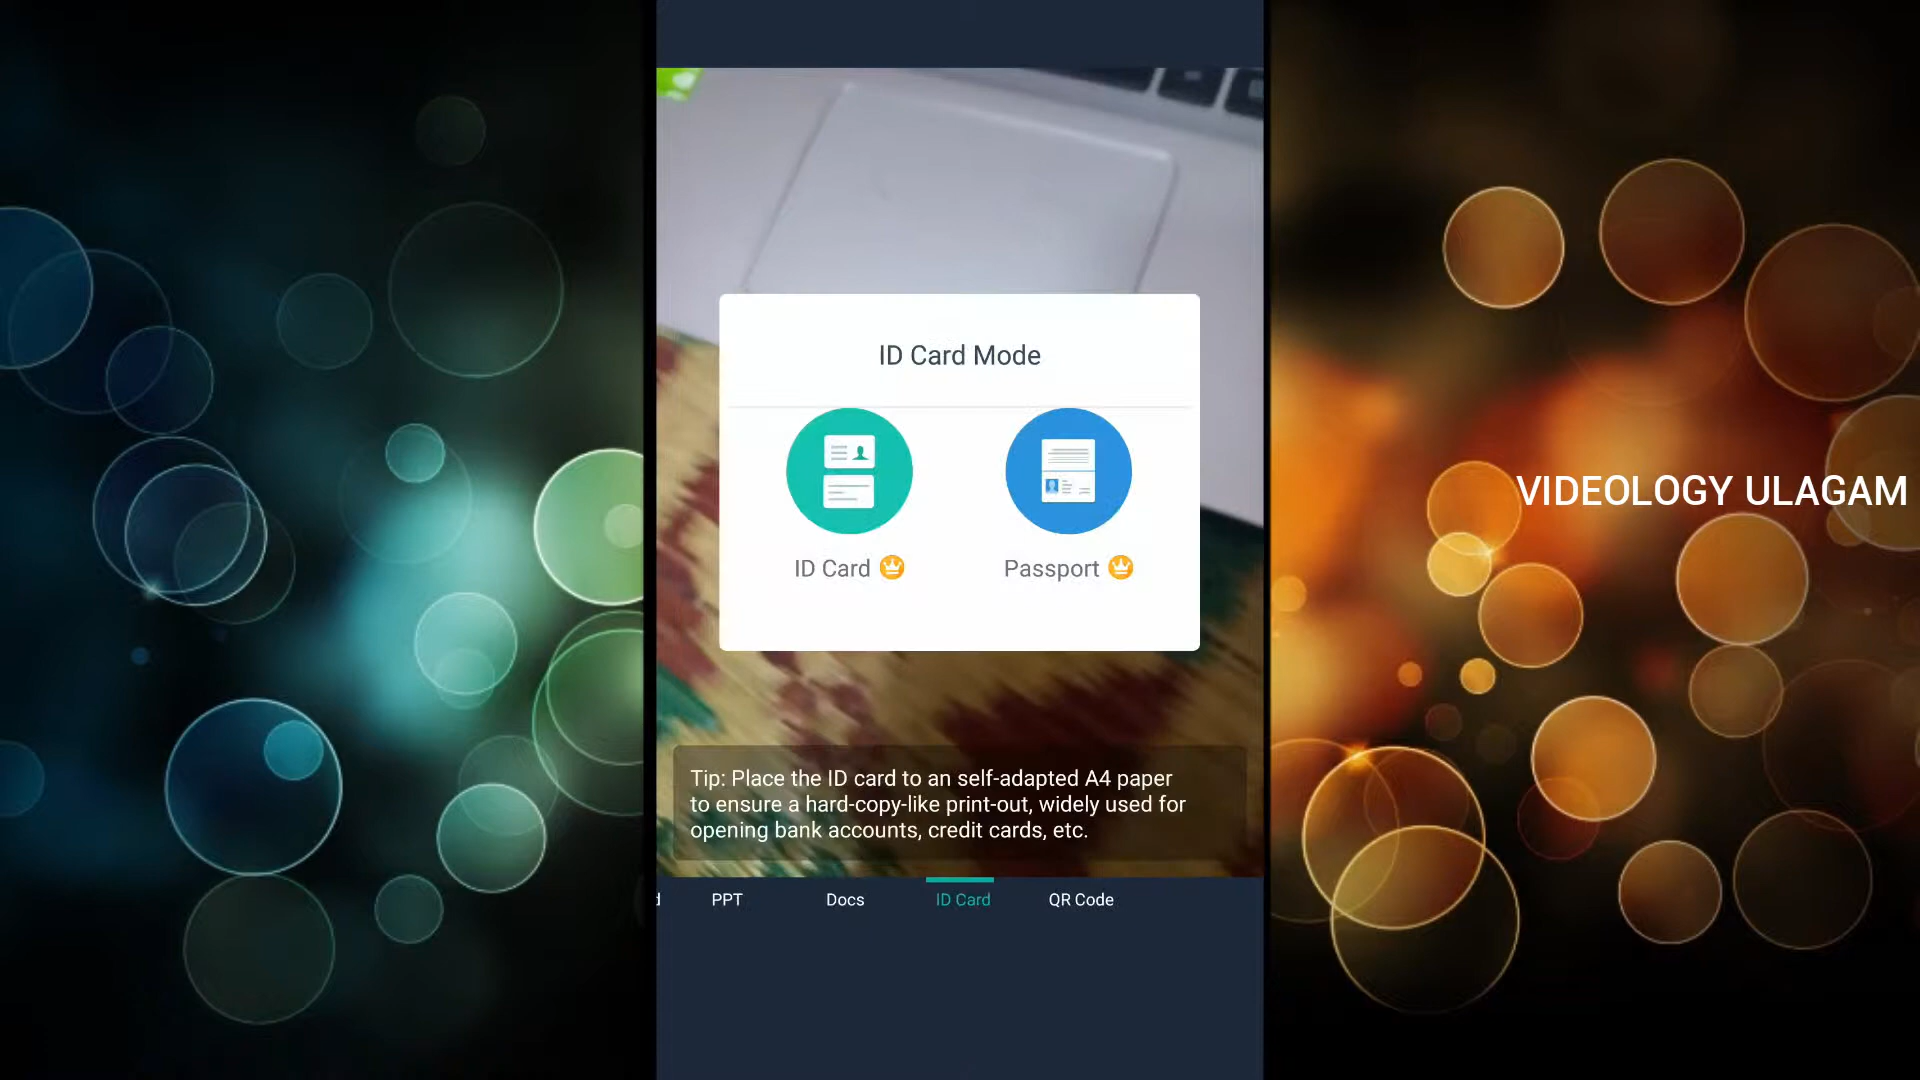 ID Card Mode
ID Card
Passport
VIDEOLOGY ULAGAM
Tip: Place the ID card to an self-adapted A4 paper
to ensure a hard-copy-like print-out, widely used for
opening bank accounts, credit cards, etc.
PPT
Docs
ID Card
QR Code